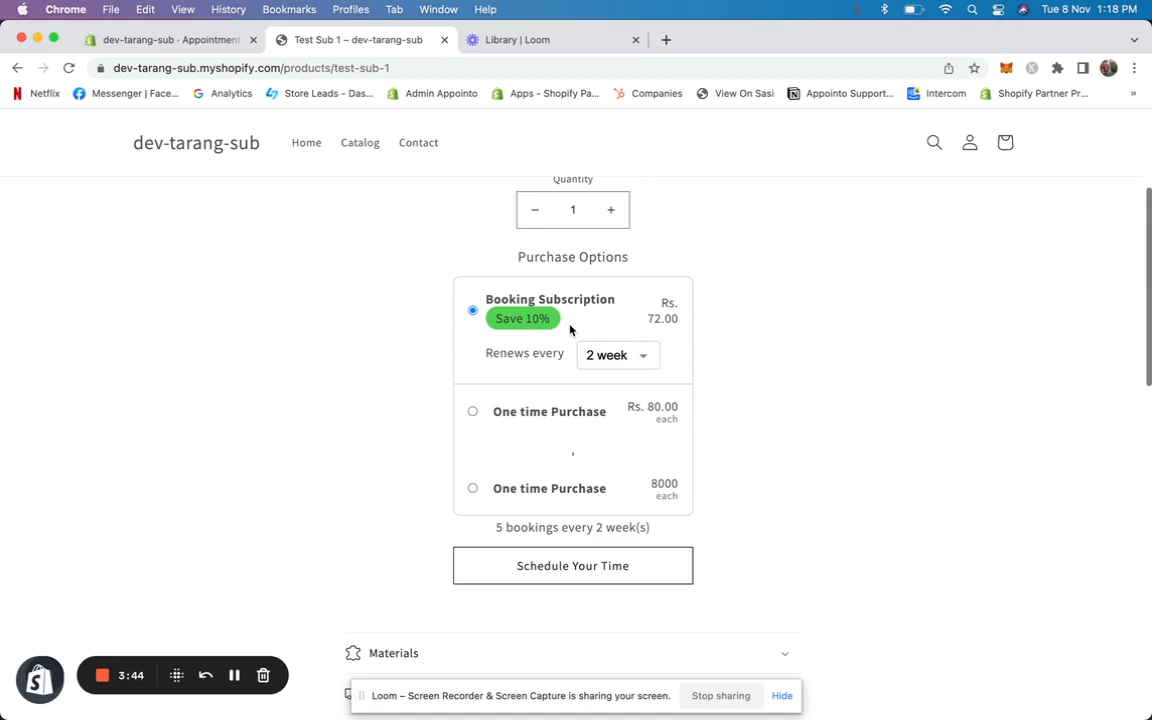 Chrome File Edit View History Bookmarks Profiles Tab Window Help Tue 8 Nov 1:18 PM
dev-tarang-sub · Appointment Test Sub 1 – dev-tarang-sub Library | Loom
dev-tarang-sub.myshopify.com/products/test-sub-1
Netflix Messenger | Face... Analytics Store Leads - Das... Admin Appointo Apps - Shopify Pa... Companies View On Sasi Appointo Support... Intercom Shopify Partner Pr... »
dev-tarang-sub Home Catalog Contact
Quantity
− 1 +
Purchase Options
Booking Subscription
Save 10%
Rs.
72.00
Renews every 2 week
One time Purchase Rs. 80.00
each
,
One time Purchase 8000
each
5 bookings every 2 week(s)
Schedule Your Time
Materials
3:44
Loom – Screen Recorder & Screen Capture is sharing your screen. Stop sharing Hide